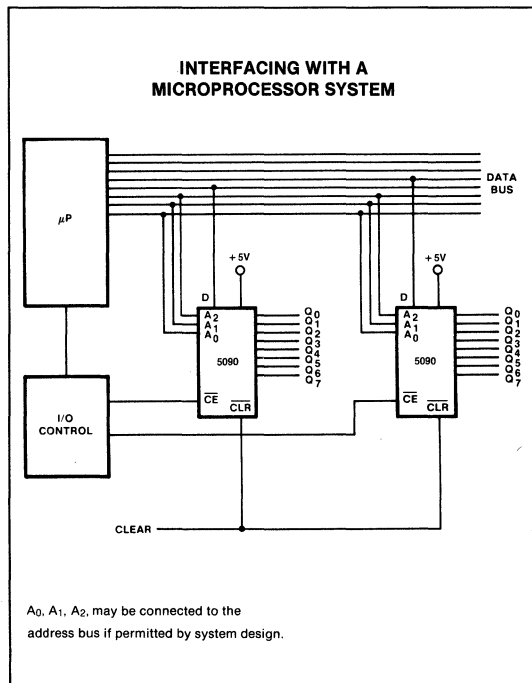 INTERFACING WITH A
MICROPROCESSOR SYSTEM
μP
DATA
BUS
+5V
+5V
D
A2
A1
A0
5090
CE
CLR
Q0
Q1
Q2
Q3
Q4
Q5
Q6
Q7
D
A2
A1
A0
5090
CE
CLR
Q0
Q1
Q2
Q3
Q4
Q5
Q6
Q7
I/O
CONTROL
CLEAR
A0, A1, A2, may be connected to the
address bus if permitted by system design.